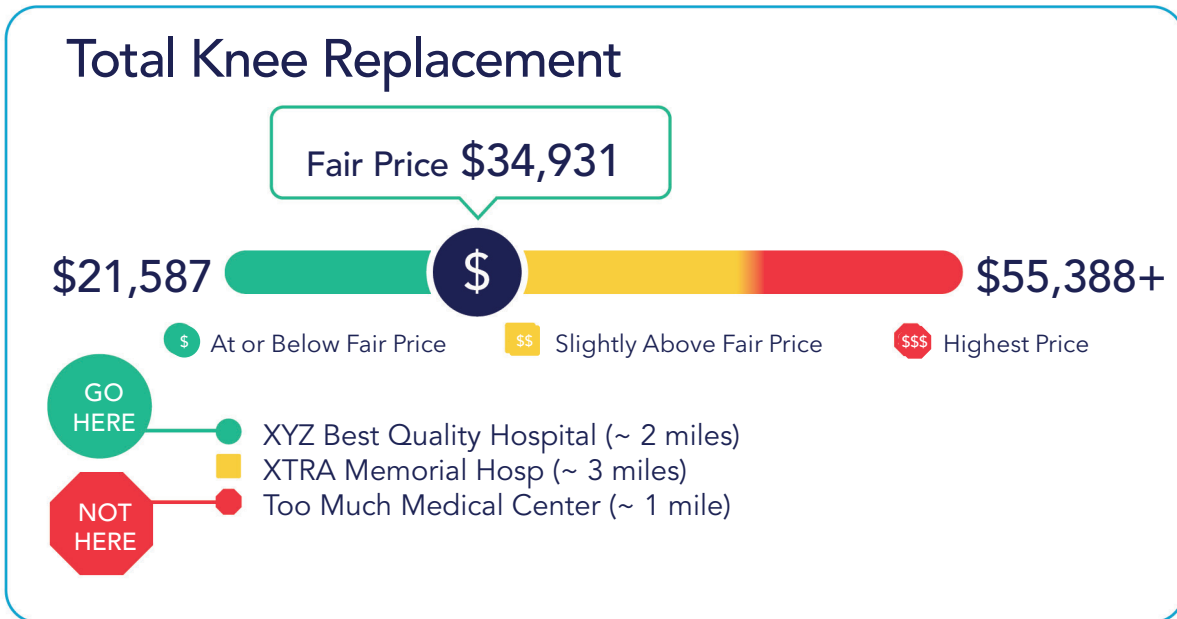 Total Knee Replacement
Fair Price $34,931
$21,587
$
$55,388+
$ At or Below Fair Price
$$ Slightly Above Fair Price
$$$ Highest Price
GO
HERE
XYZ Best Quality Hospital (~ 2 miles)
XTRA Memorial Hosp (~ 3 miles)
Too Much Medical Center (~ 1 mile)
NOT
HERE